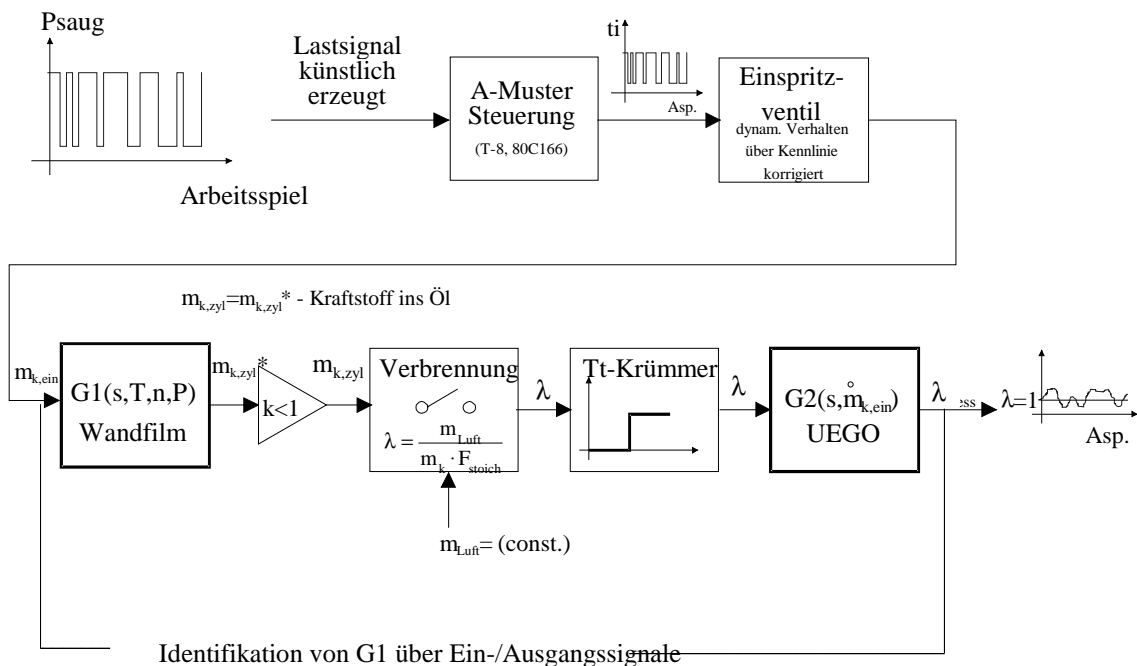 Psaug
Arbeitsspiel
Lastsignal
künstlich
erzeugt
A-Muster
Steuerung
(T-8, 80C166)
ti
Asp.
Einspritz-
ventil
dynam. Verhalten
über Kennlinie
korrigiert
m_k,zyl=m_k,zyl* - Kraftstoff ins Öl
m_k,ein
G1(s,T,n,P)
Wandfilm
m_k,zyl*
k<1
m_k,zyl
Verbrennung
λ = m_Luft / (m_k · F_stoich)
m_Luft= (const.)
λ
Tt-Krümmer
λ
G2(s,m̊_k,ein)
UEGO
λ
λ=1
Asp.
Identifikation von G1 über Ein-/Ausgangssignale